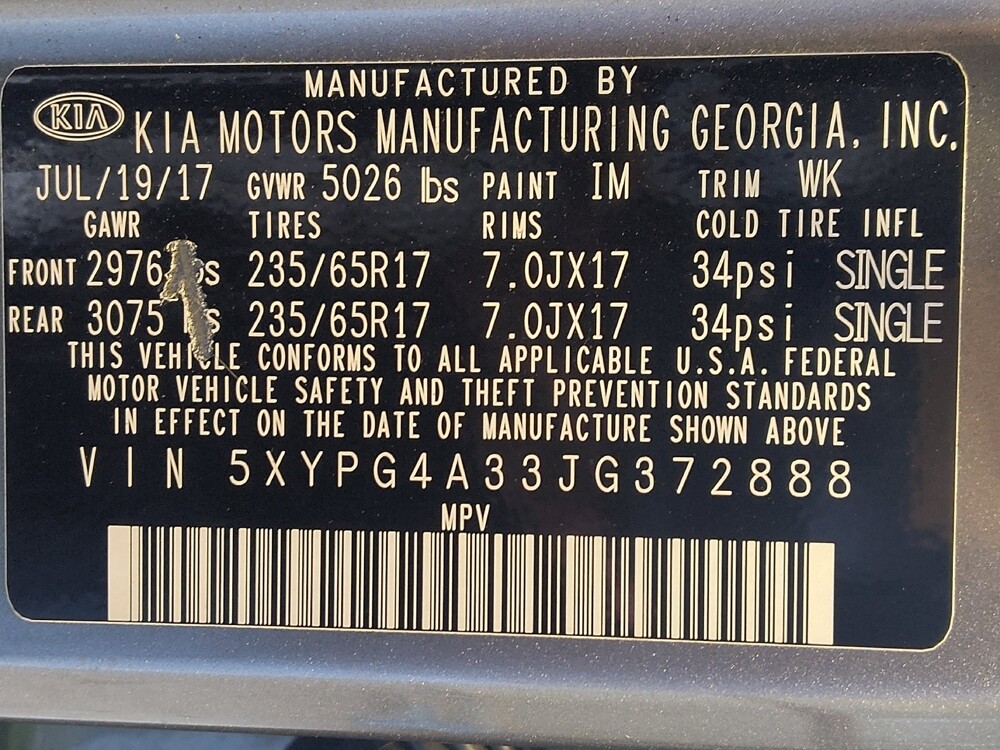 MANUFACTURED BY
KIA KIA MOTORS MANUFACTURING GEORGIA, INC.
JUL/19/17 GVWR 5026 lbs PAINT IM TRIM WK
GAWR TIRES RIMS COLD TIRE INFL
FRONT 2976 lbs 235/65R17 7.0JX17 34psi SINGLE
REAR 3075 lbs 235/65R17 7.0JX17 34psi SINGLE
THIS VEHICLE CONFORMS TO ALL APPLICABLE U.S.A. FEDERAL
MOTOR VEHICLE SAFETY AND THEFT PREVENTION STANDARDS
IN EFFECT ON THE DATE OF MANUFACTURE SHOWN ABOVE
VIN 5XYPG4A33JG372888
MPV